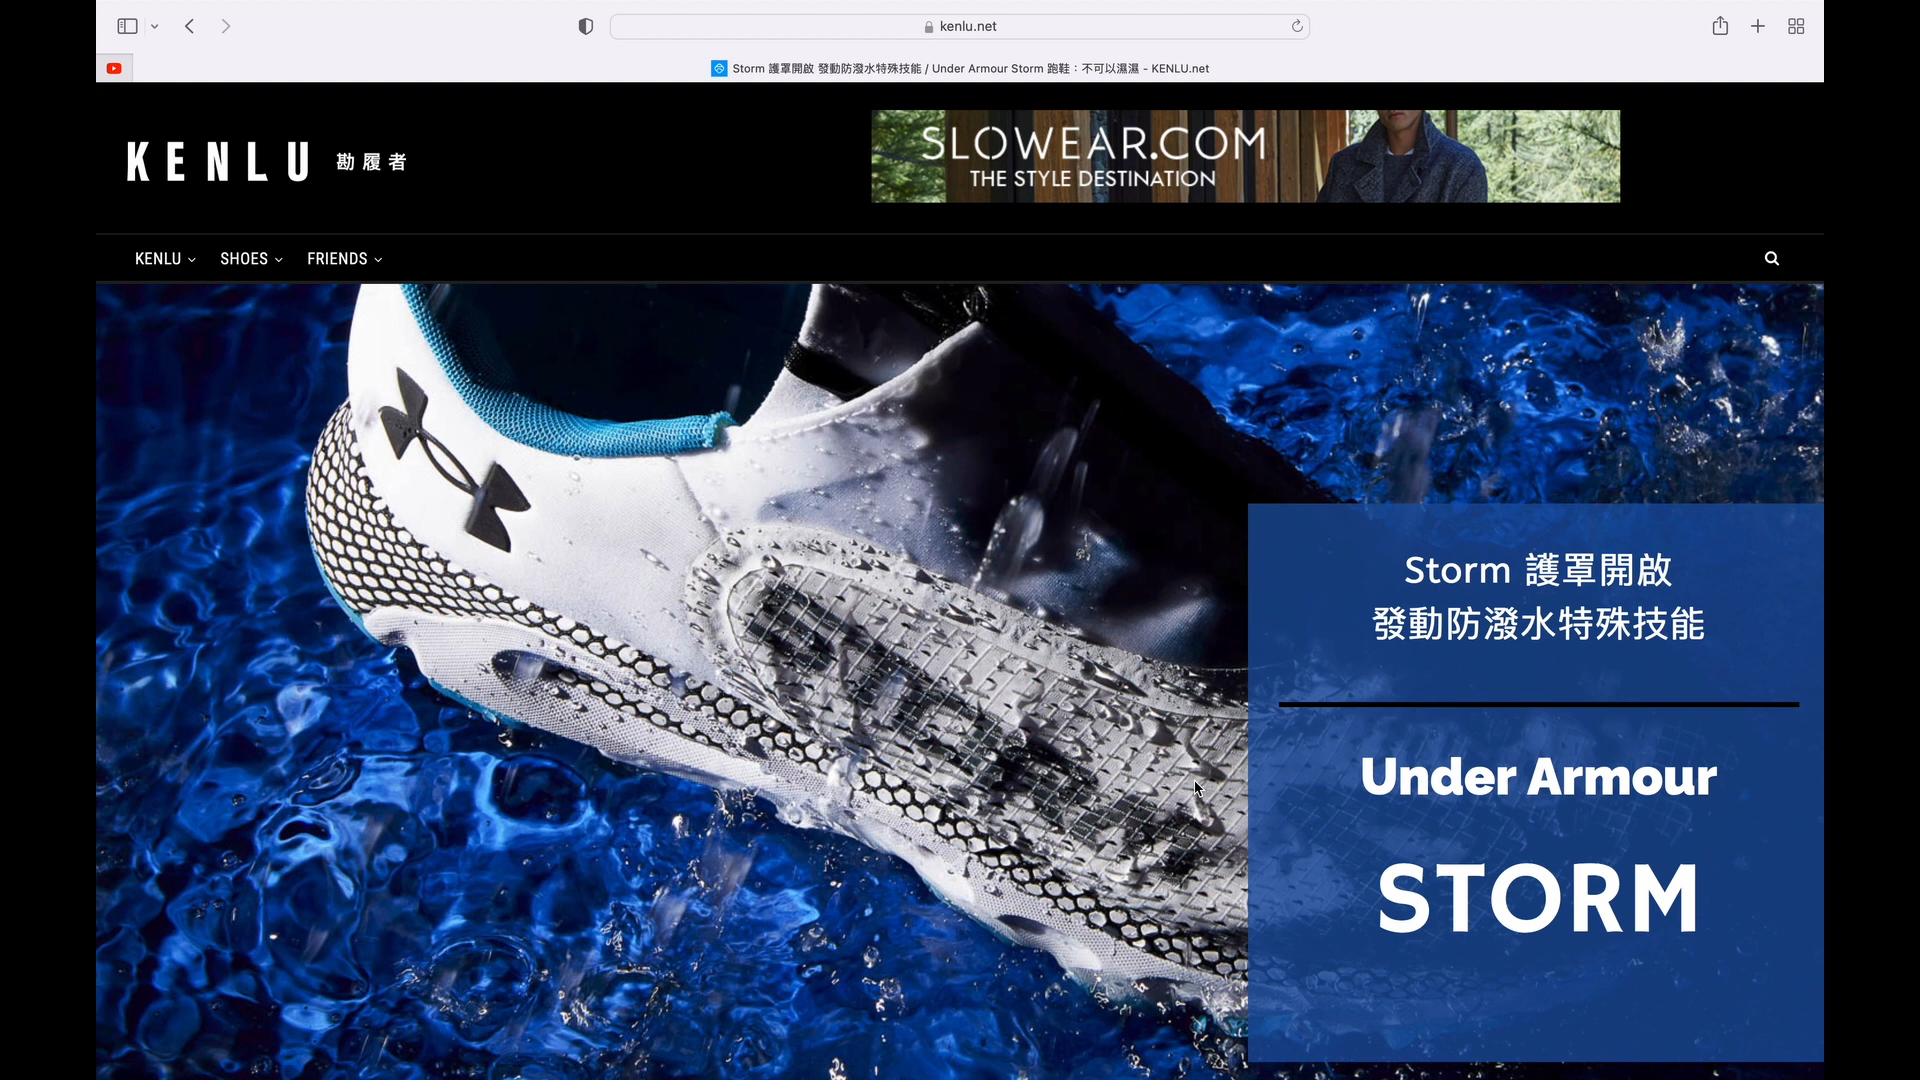 kenlu.net
Storm 護罩開啟 發動防潑水特殊技能 / Under Armour Storm 跑鞋：不可以濕濕 - KENLU.net
KENLU 勘履者
SLOWEAR.COM
THE STYLE DESTINATION
KENLU SHOES FRIENDS
Storm 護罩開啟
發動防潑水特殊技能
Under Armour
STORM